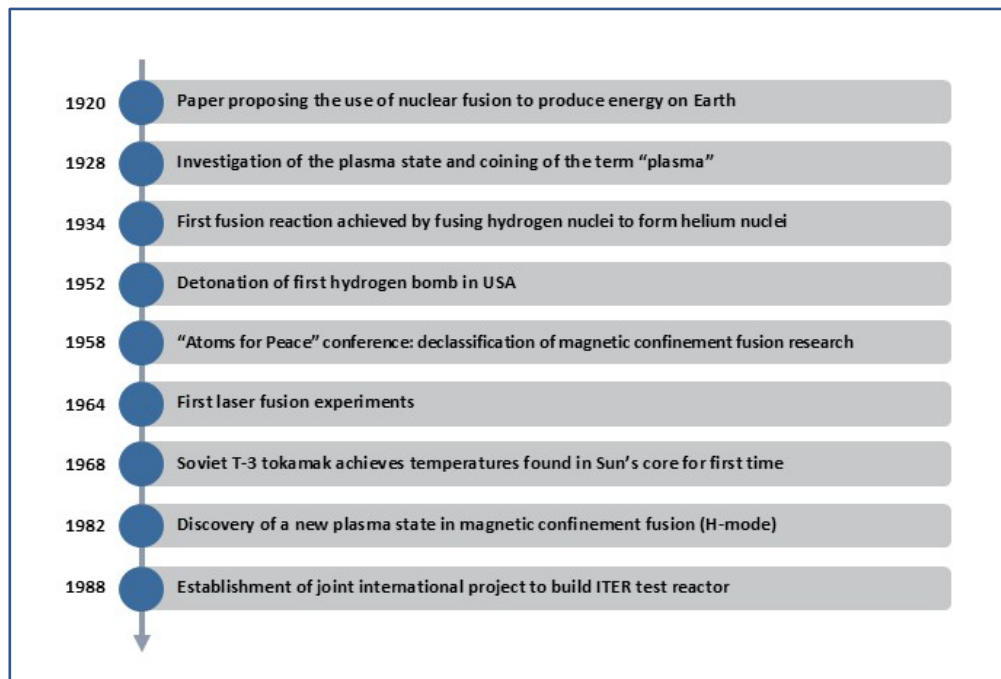 1920 Paper proposing the use of nuclear fusion to produce energy on Earth
1928 Investigation of the plasma state and coining of the term “plasma”
1934 First fusion reaction achieved by fusing hydrogen nuclei to form helium nuclei
1952 Detonation of first hydrogen bomb in USA
1958 “Atoms for Peace” conference: declassification of magnetic confinement fusion research
1964 First laser fusion experiments
1968 Soviet T-3 tokamak achieves temperatures found in Sun’s core for first time
1982 Discovery of a new plasma state in magnetic confinement fusion (H-mode)
1988 Establishment of joint international project to build ITER test reactor